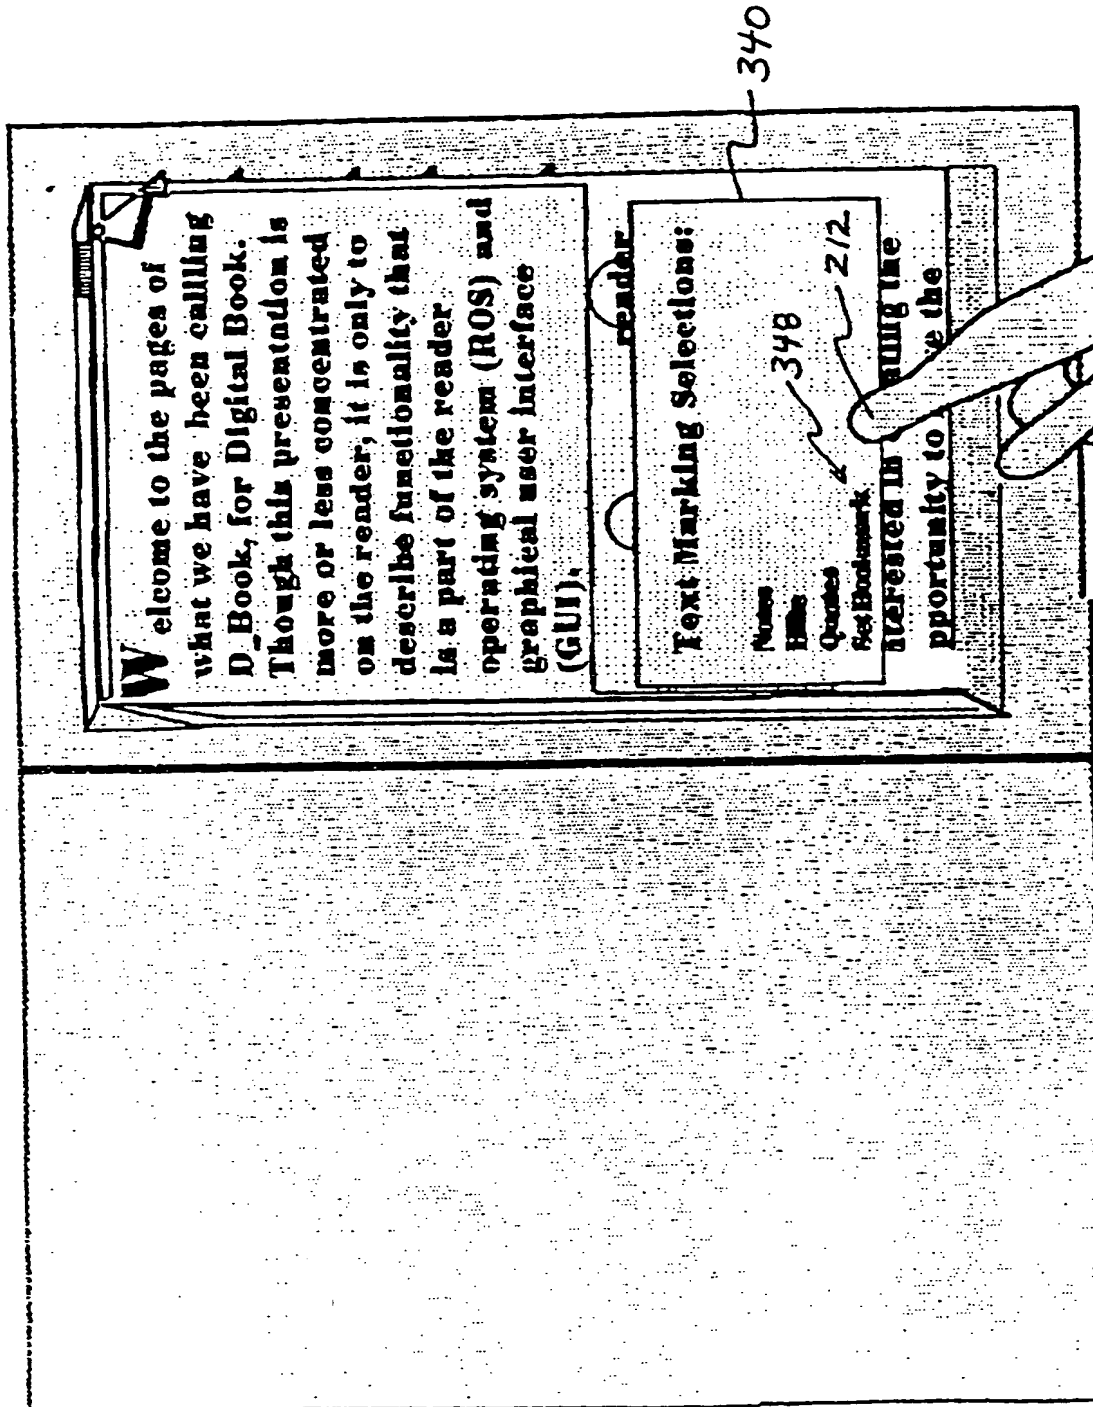 Welcome to the pages of
what we have been calling
D_Book, for Digital Book.
Though this presentation is
more or less concentrated
on the reader, it is only to
describe functionality that
is a part of the reader
operating system (ROS) and
graphical user interface
(GUI).
reader
340
Text Marking Selections:
348
Notes
Quotes
Set Bookmark
212
nterested in the
pportunity to the